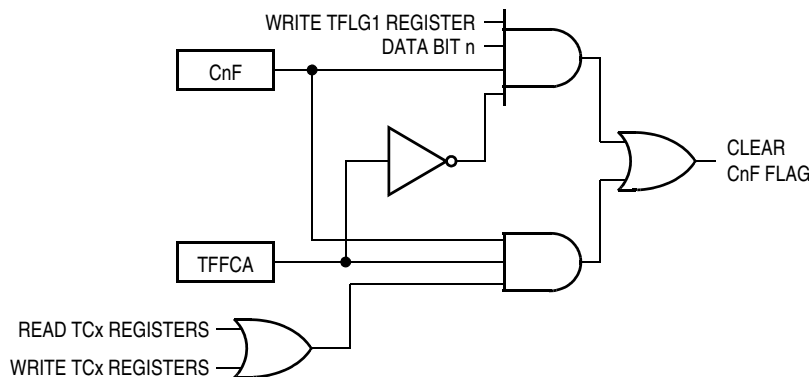 WRITE TFLG1 REGISTER
DATA BIT n
CnF
CLEAR
CnF FLAG
TFFCA
READ TCx REGISTERS
WRITE TCx REGISTERS